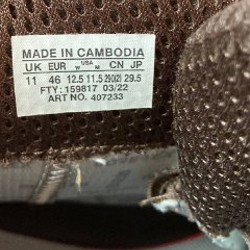 MADE IN CAMBODIA
UK EUR W USA M CN JP
11 46 12.5 11.5 290(2) 29.5
FTY: 159817 03/22
ART NO. 407233